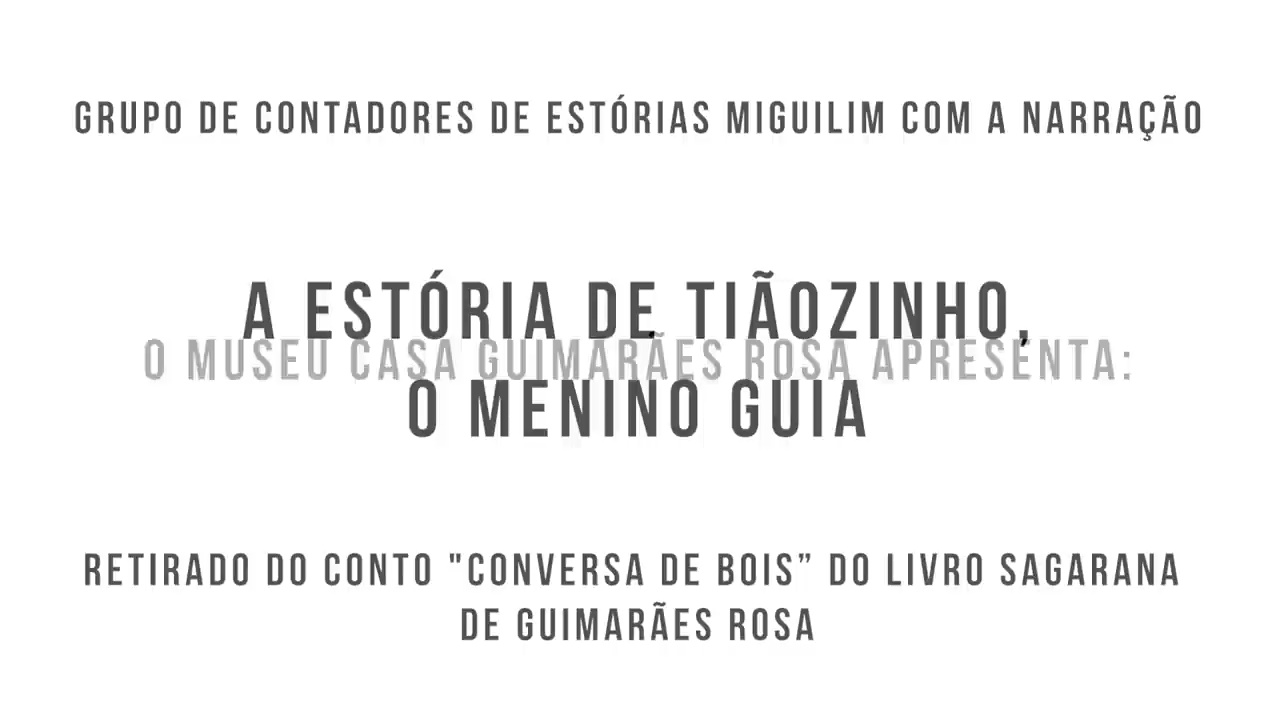 GRUPO DE CONTADORES DE ESTÓRIAS MIGUILIM COM A NARRAÇÃO
A ESTÓRIA DE TIÃOZINHO,
O MUSEU CASA GUIMARÃES ROSA APRESENTA:
O MENINO GUIA
RETIRADO DO CONTO "CONVERSA DE BOIS” DO LIVRO SAGARANA
DE GUIMARÃES ROSA